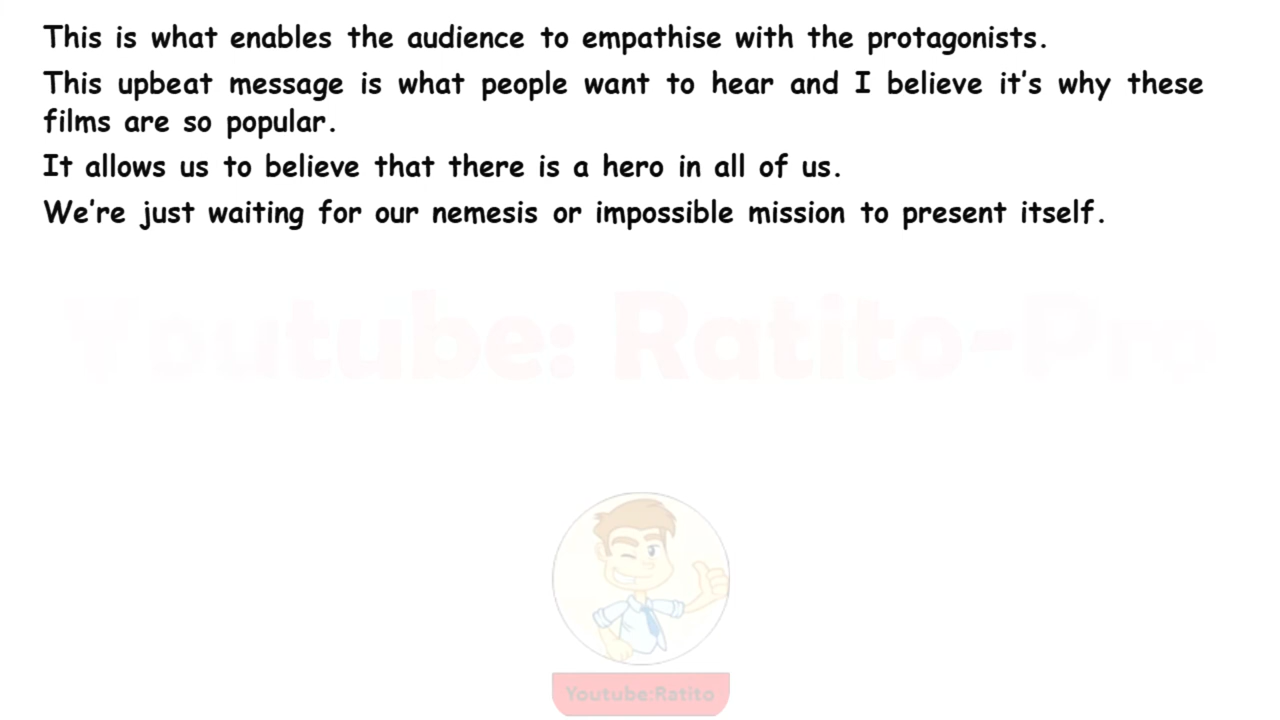 This is what enables the audience to empathise with the protagonists.
This upbeat message is what people want to hear and I believe it's why these
films are so popular.
It allows us to believe that there is a hero in all of us.
We're just waiting for our nemesis or impossible mission to present itself.
Youtube: Ratito-Pro
Youtube:Ratito